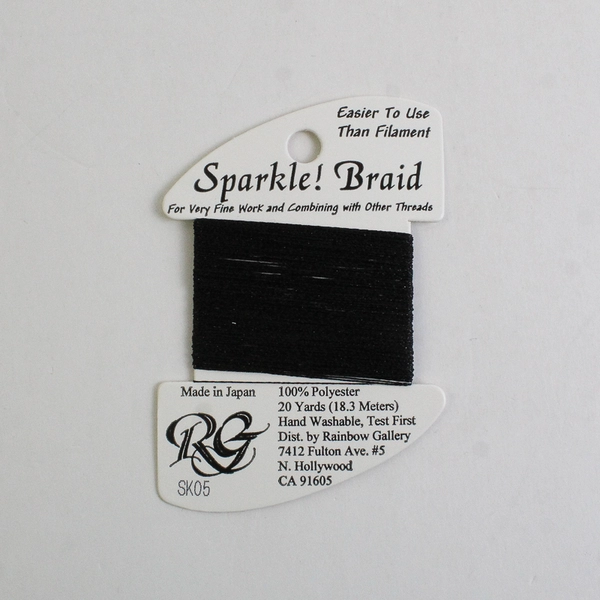 Easier To Use
Than Filament
Sparkle! Braid
For Very Fine Work and Combining with Other Threads
Made in Japan
RG
SK05
100% Polyester
20 Yards (18.3 Meters)
Hand Washable, Test First
Dist. by Rainbow Gallery
7412 Fulton Ave. #5
N. Hollywood
CA 91605